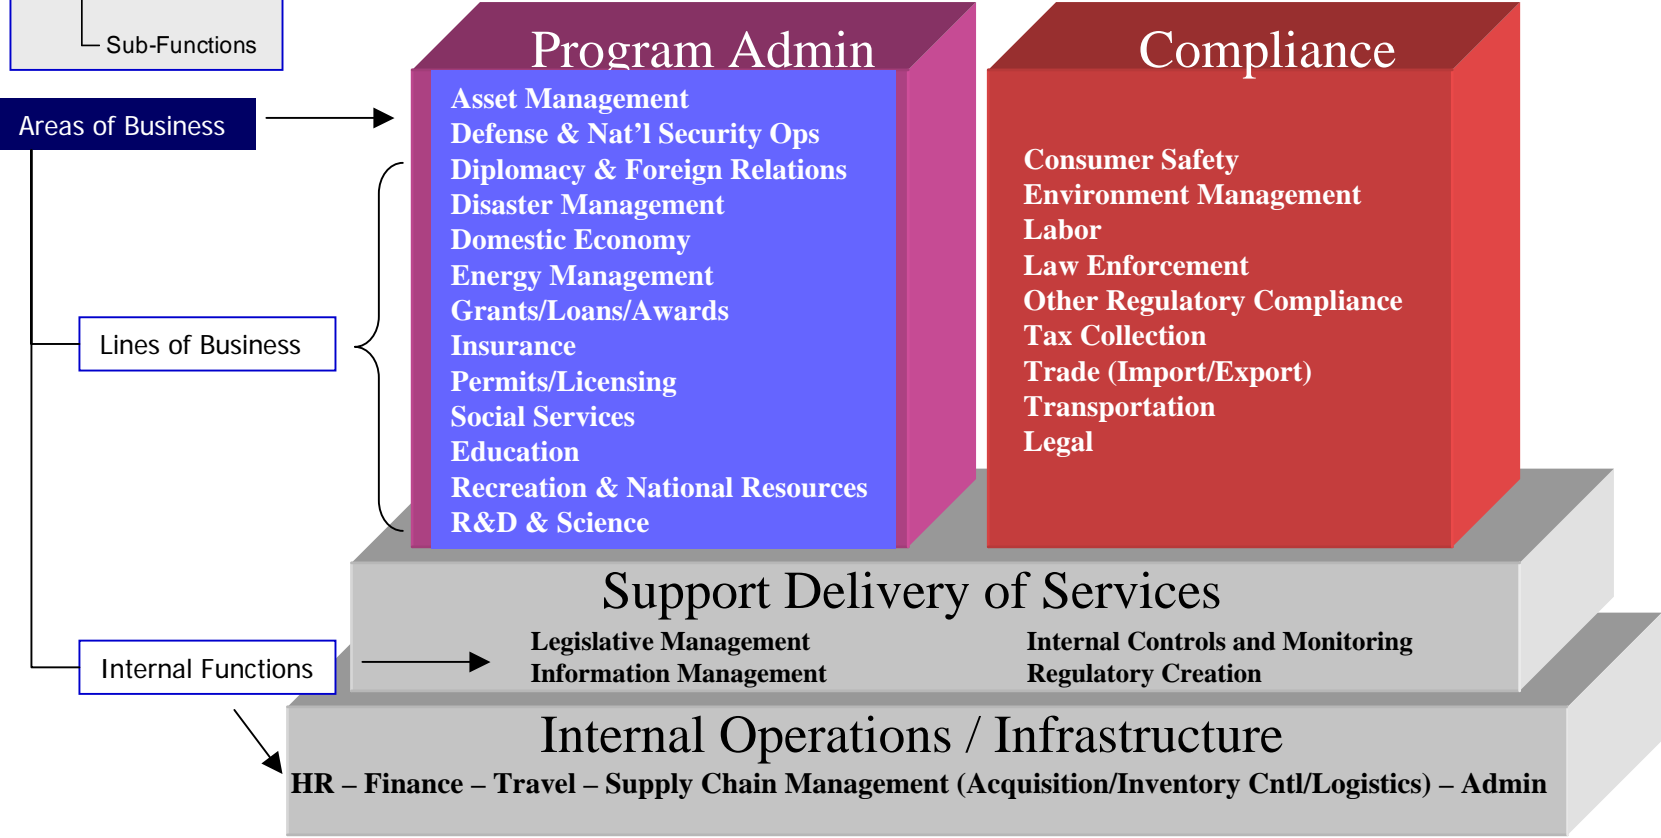 Sub-Functions
Program Admin
Compliance
Areas of Business
Asset Management
Defense & Nat’l Security Ops
Diplomacy & Foreign Relations
Disaster Management
Domestic Economy
Energy Management
Grants/Loans/Awards
Insurance
Permits/Licensing
Social Services
Education
Recreation & National Resources
R&D & Science
Consumer Safety
Environment Management
Labor
Law Enforcement
Other Regulatory Compliance
Tax Collection
Trade (Import/Export)
Transportation
Legal
Lines of Business
Support Delivery of Services
Legislative Management
Information Management
Internal Controls and Monitoring
Regulatory Creation
Internal Functions
Internal Operations / Infrastructure
HR – Finance – Travel – Supply Chain Management (Acquisition/Inventory Cntl/Logistics) – Admin